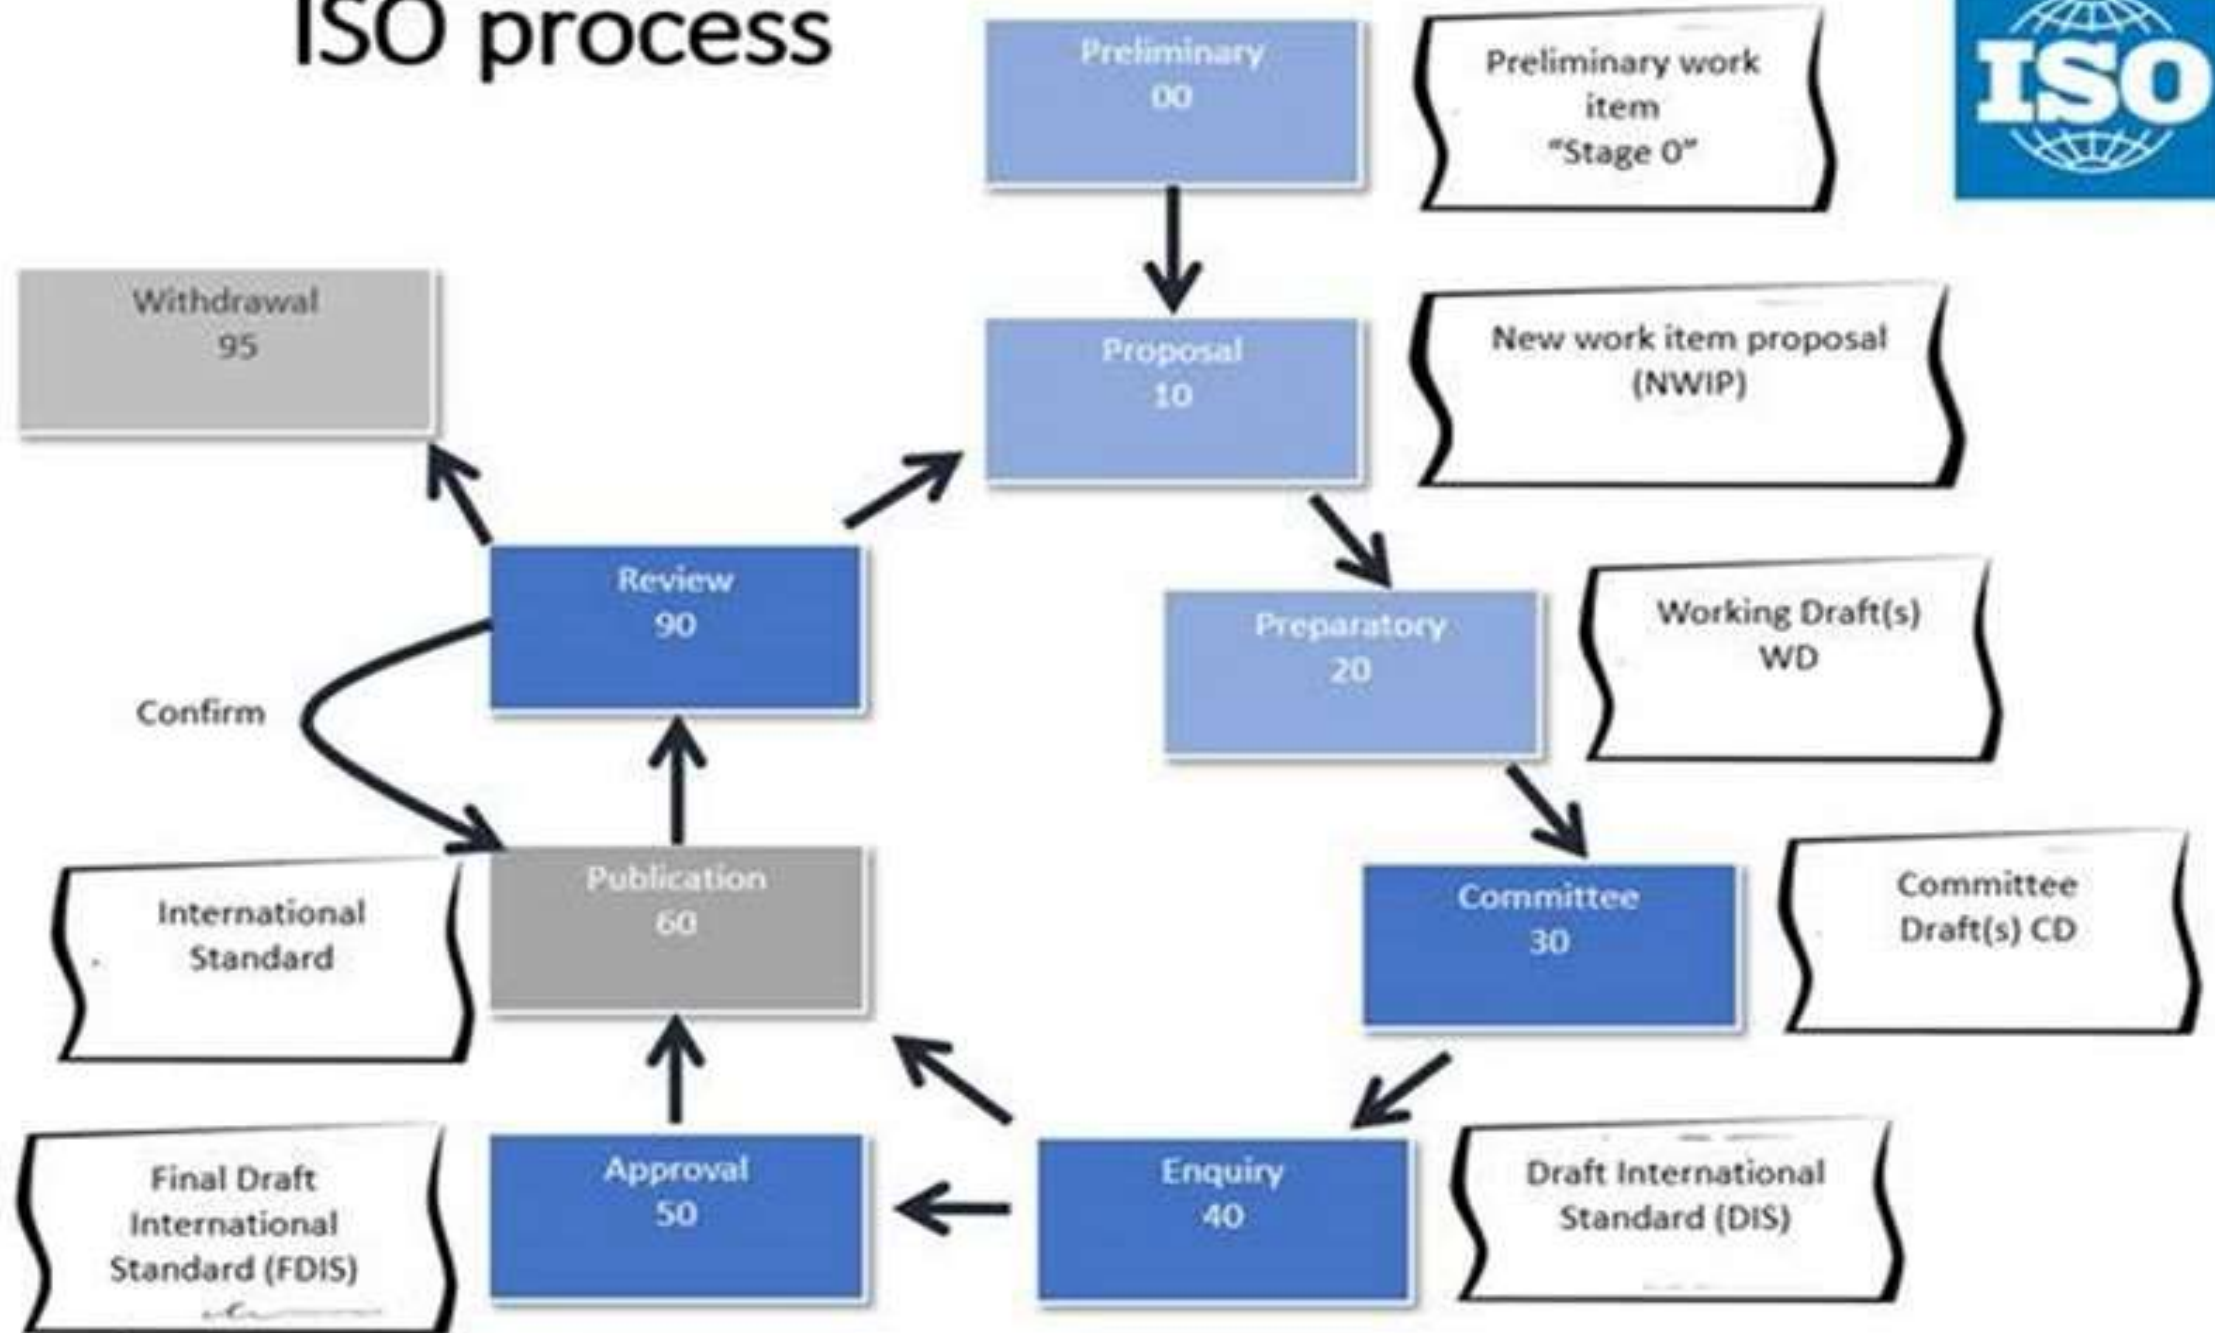 ISO process
Preliminary
00
Preliminary work
item
“Stage 0”
ISO
Withdrawal
95
Proposal
10
New work item proposal
(NWIP)
Review
90
Preparatory
20
Working Draft(s)
WD
Confirm
Publication
60
International
Standard
Committee
30
Committee
Draft(s) CD
Final Draft
International
Standard (FDIS)
Approval
50
Enquiry
40
Draft International
Standard (DIS)